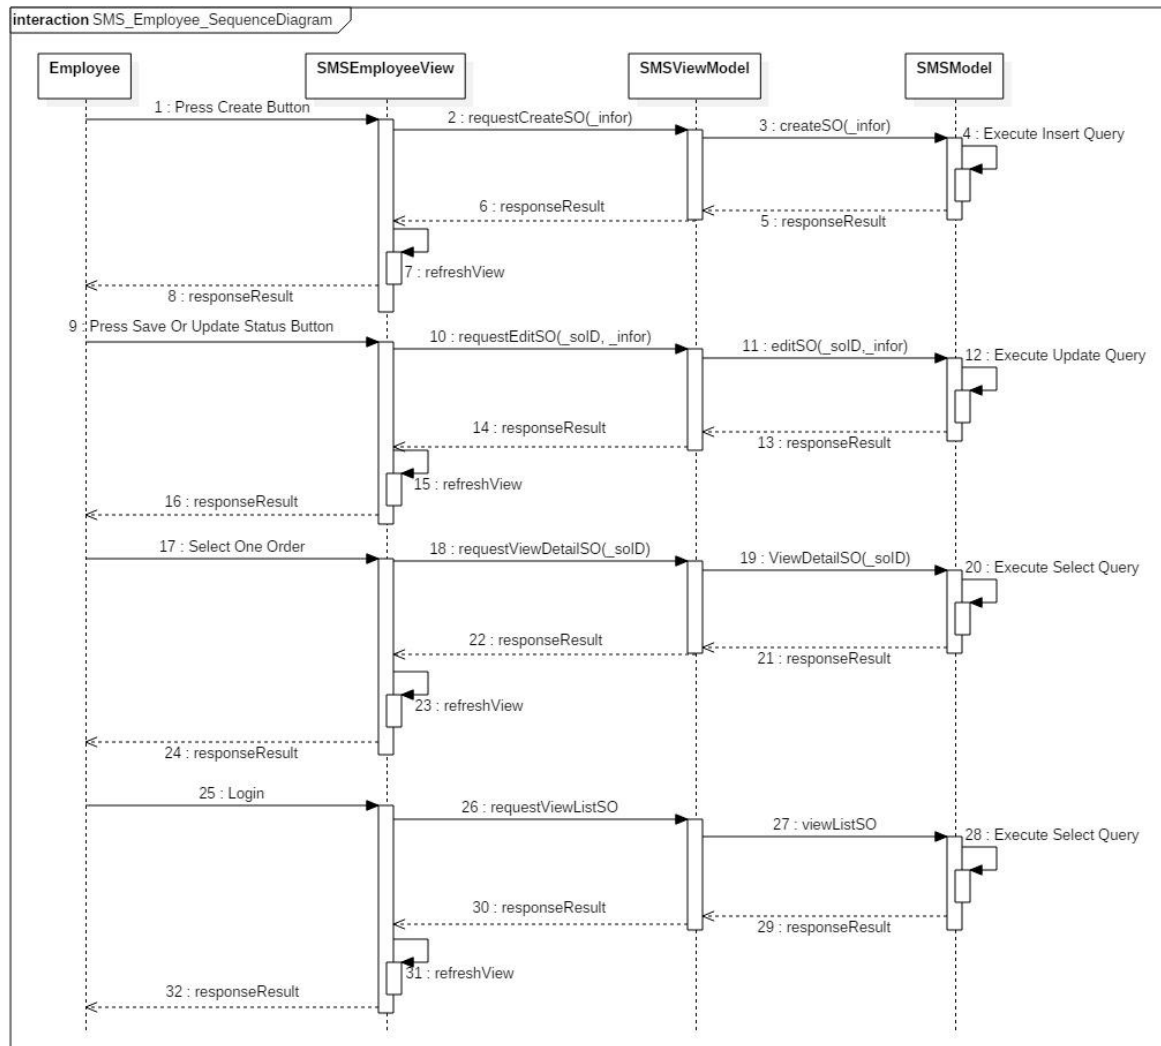 interaction SMS_Employee_SequenceDiagram
Employee
SMSEmployeeView
SMSViewModel
SMSModel
1 : Press Create Button
2 : requestCreateSO(_infor)
3 : createSO(_infor)
4 : Execute Insert Query
5 : responseResult
6 : responseResult
7 : refreshView
8 : responseResult
9 : Press Save Or Update Status Button
10 : requestEditSO(_soID, _infor)
11 : editSO(_soID,_infor)
12 : Execute Update Query
13 : responseResult
14 : responseResult
15 : refreshView
16 : responseResult
17 : Select One Order
18 : requestViewDetailSO(_soID)
19 : ViewDetailSO(_soID)
20 : Execute Select Query
21 : responseResult
22 : responseResult
23 : refreshView
24 : responseResult
25 : Login
26 : requestViewListSO
27 : viewListSO
28 : Execute Select Query
29 : responseResult
30 : responseResult
31 : refreshView
32 : responseResult